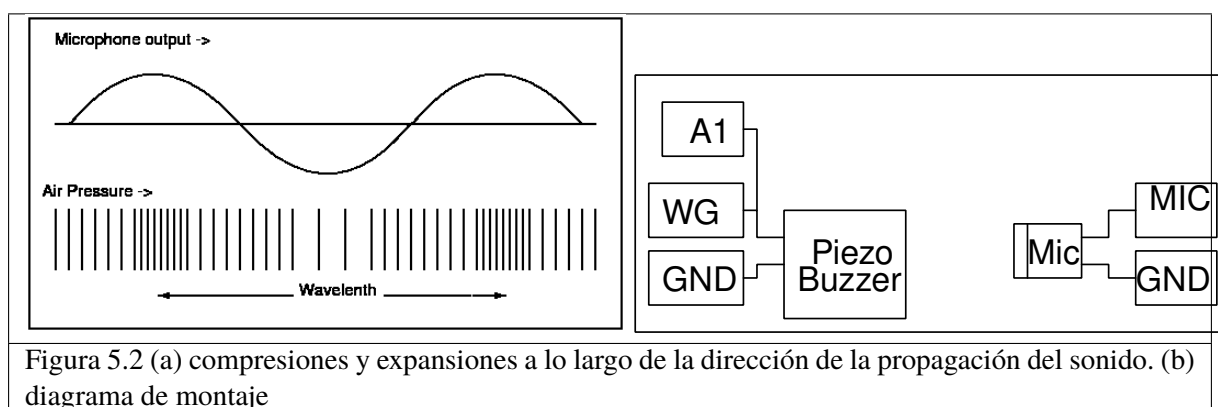 Microphone output ->
Air Pressure ->
Wavelenth
A1
WG
GND
Piezo
Buzzer
Mic
MIC
GND
Figura 5.2 (a) compresiones y expansiones a lo largo de la dirección de la propagación del sonido. (b)
diagrama de montaje